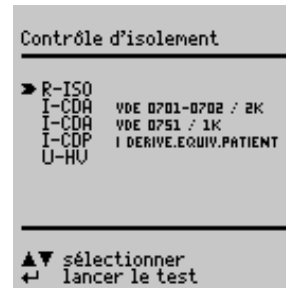 Contrôle d'isolement
R-ISO
I-CDA VDE 0701-0702 / 2K
I-CDA VDE 0751 / 1K
I-CDP I DERIVE.EQUIV.PATIENT
U-HV
▲▼ sélectionner
↵ lancer le test